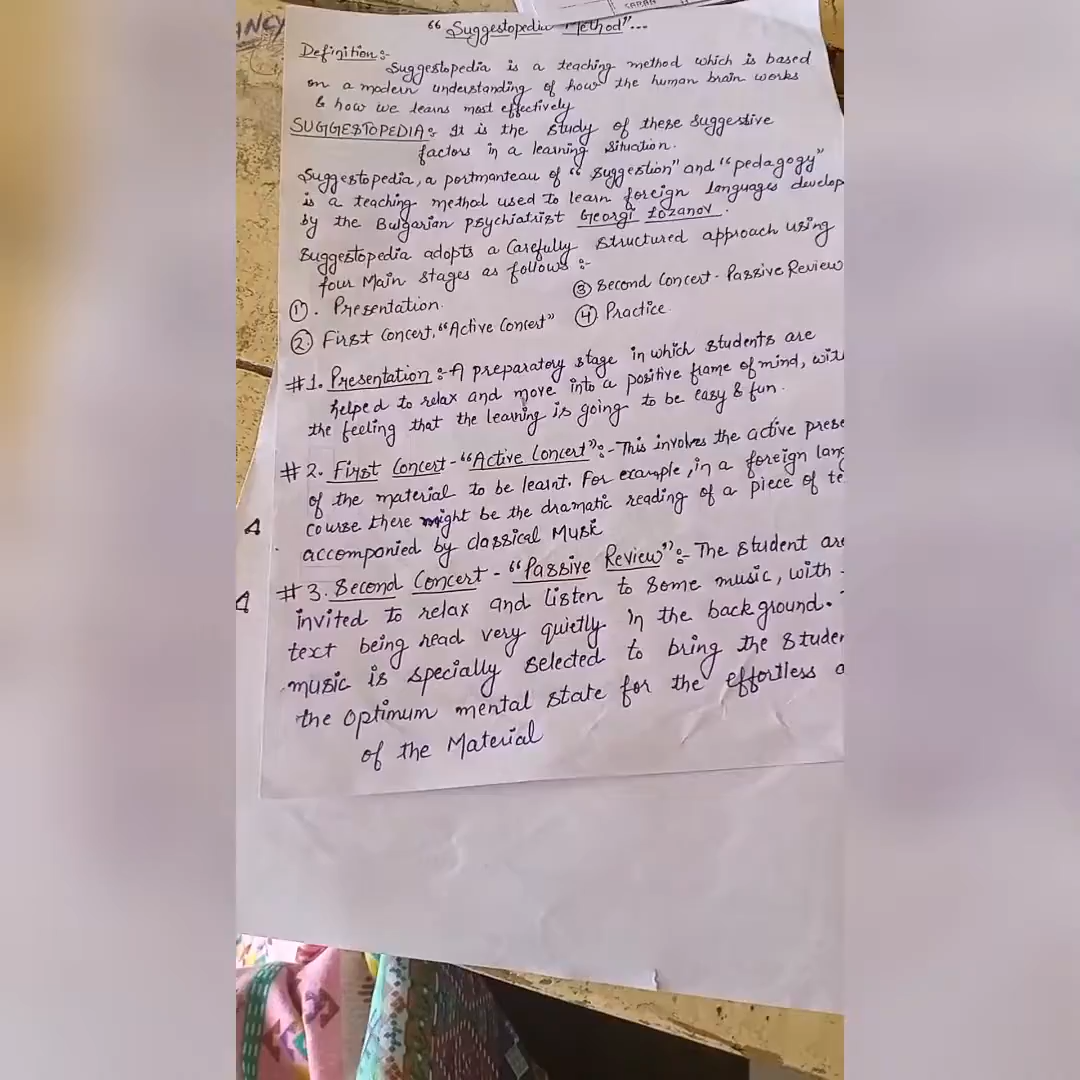 ANCY
SARAN
"Suggestopedia Method"...
Definition:-
Suggestopedia is a teaching method which is based
on a modern understanding of how the human brain works
& how we learns most effectively
SUGGESTOPEDIA: It is the study of these suggestive
factors in a learning situation.
Suggestopedia, a portmanteau of "suggestion" and "pedagogy"
is a teaching method used to learn foreign languages develop
by the Bulgarian psychiatrist Georgi Lozanov.
Suggestopedia adopts a carefully structured approach using
four Main stages as follows :-
① . Presentation.
② First Concert, "Active Concert"
③ Second Concert - Passive Review
④ Practice
#1. Presentation :- A preparatory stage in which students are
helped to relax and move into a positive frame of mind, wit
the feeling that the learning is going to be easy & fun.
#2. First Concert - "Active Concert":- This involves the active prese
of the material to be learnt. For example, in a foreign lang
course there might be the dramatic reading of a piece of te
accompanied by classical Music
#3. Second Concert - "Passive Review":- The student are
invited to relax and listen to some music, with
text being read very quietly in the background.
music is specially selected to bring the studen
the optimum mental state for the effortless a
of the Material